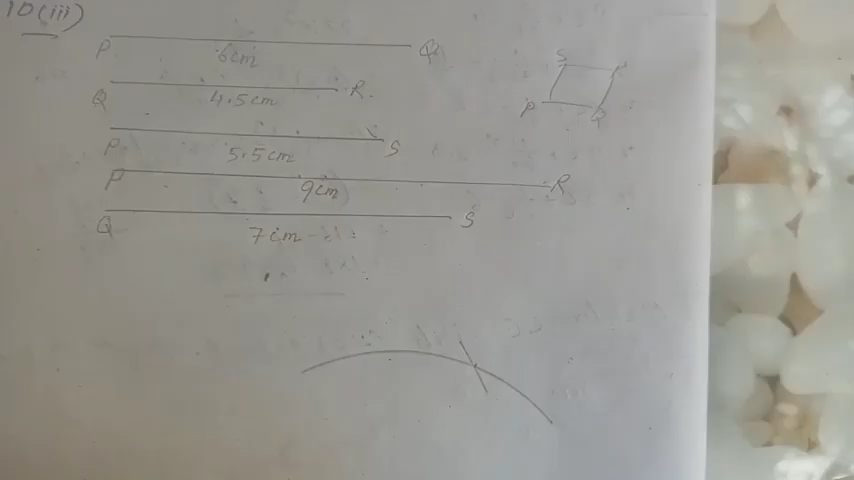 10(iii)
P Q
6cm
Q R.
4.5cm
P S
5.5cm
P R
9cm
Q S
7cm
S
P Q